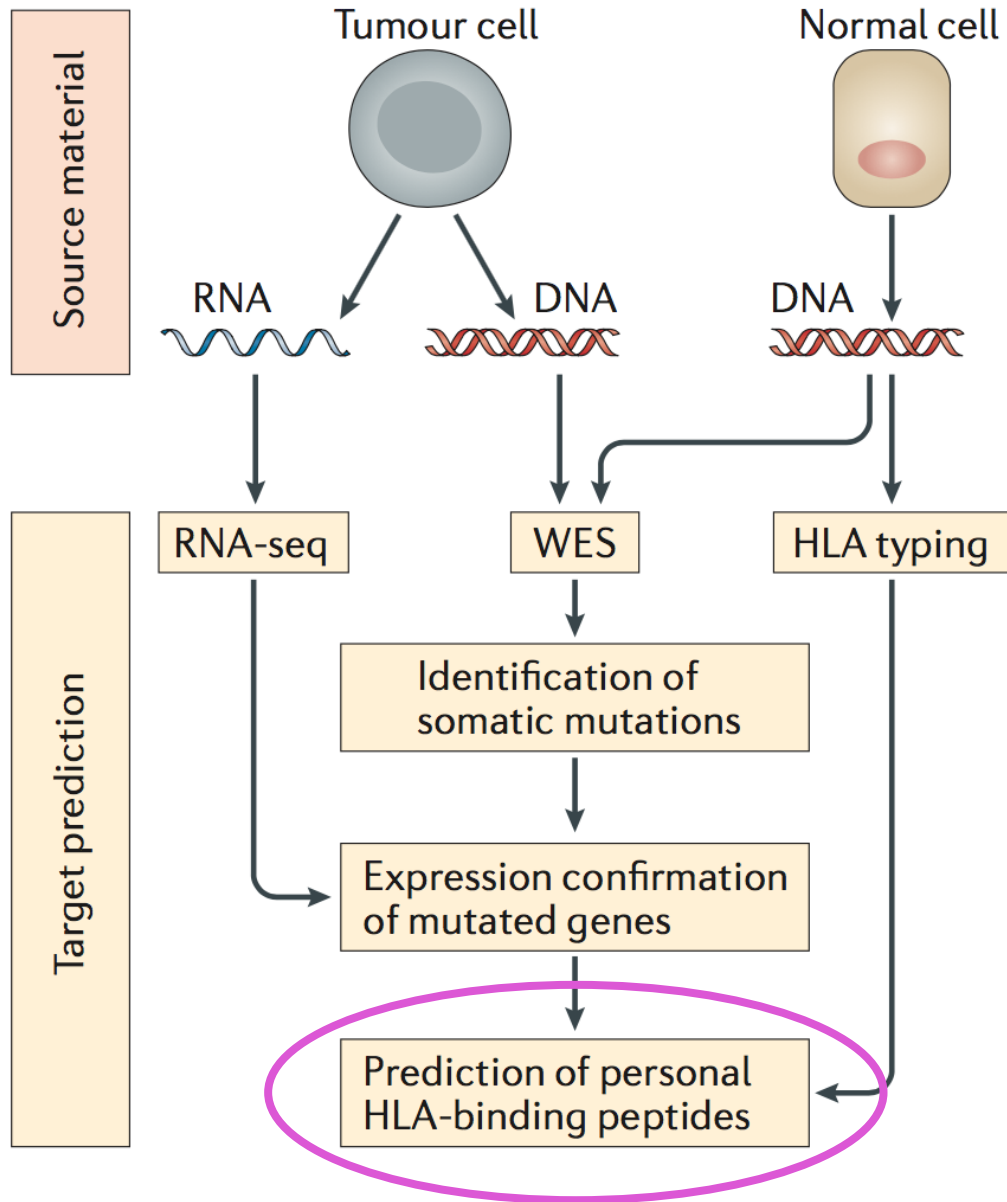 Source material
Tumour cell
Normal cell
RNA
DNA
DNA
Target prediction
RNA-seq
WES
HLA typing
Identification of
somatic mutations
Expression confirmation
of mutated genes
Prediction of personal
HLA-binding peptides